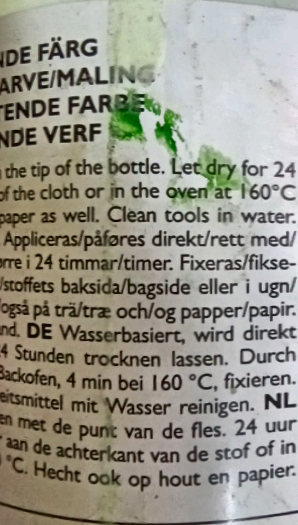 NDE FÄRG
ARVE/MALING
TENDE FARBE
NDE VERF
the tip of the bottle. Let dry for 24
of the cloth or in the oven at 160°C
paper as well. Clean tools in water.
Appliceras/påføres direkt/rett med/
ørre i 24 timmar/timer. Fixeras/fikse-
/stoffets baksida/bagside eller i ugn/
også på trä/træ och/og papper/papir.
nd. DE Wasserbasiert, wird direkt
4 Stunden trocknen lassen. Durch
Backofen, 4 min bei 160 °C, fixieren.
eitsmittel mit Wasser reinigen. NL
en met de punt van de fles. 24 uur
aan de achterkant van de stof of in
°C. Hecht ook op hout en papier.